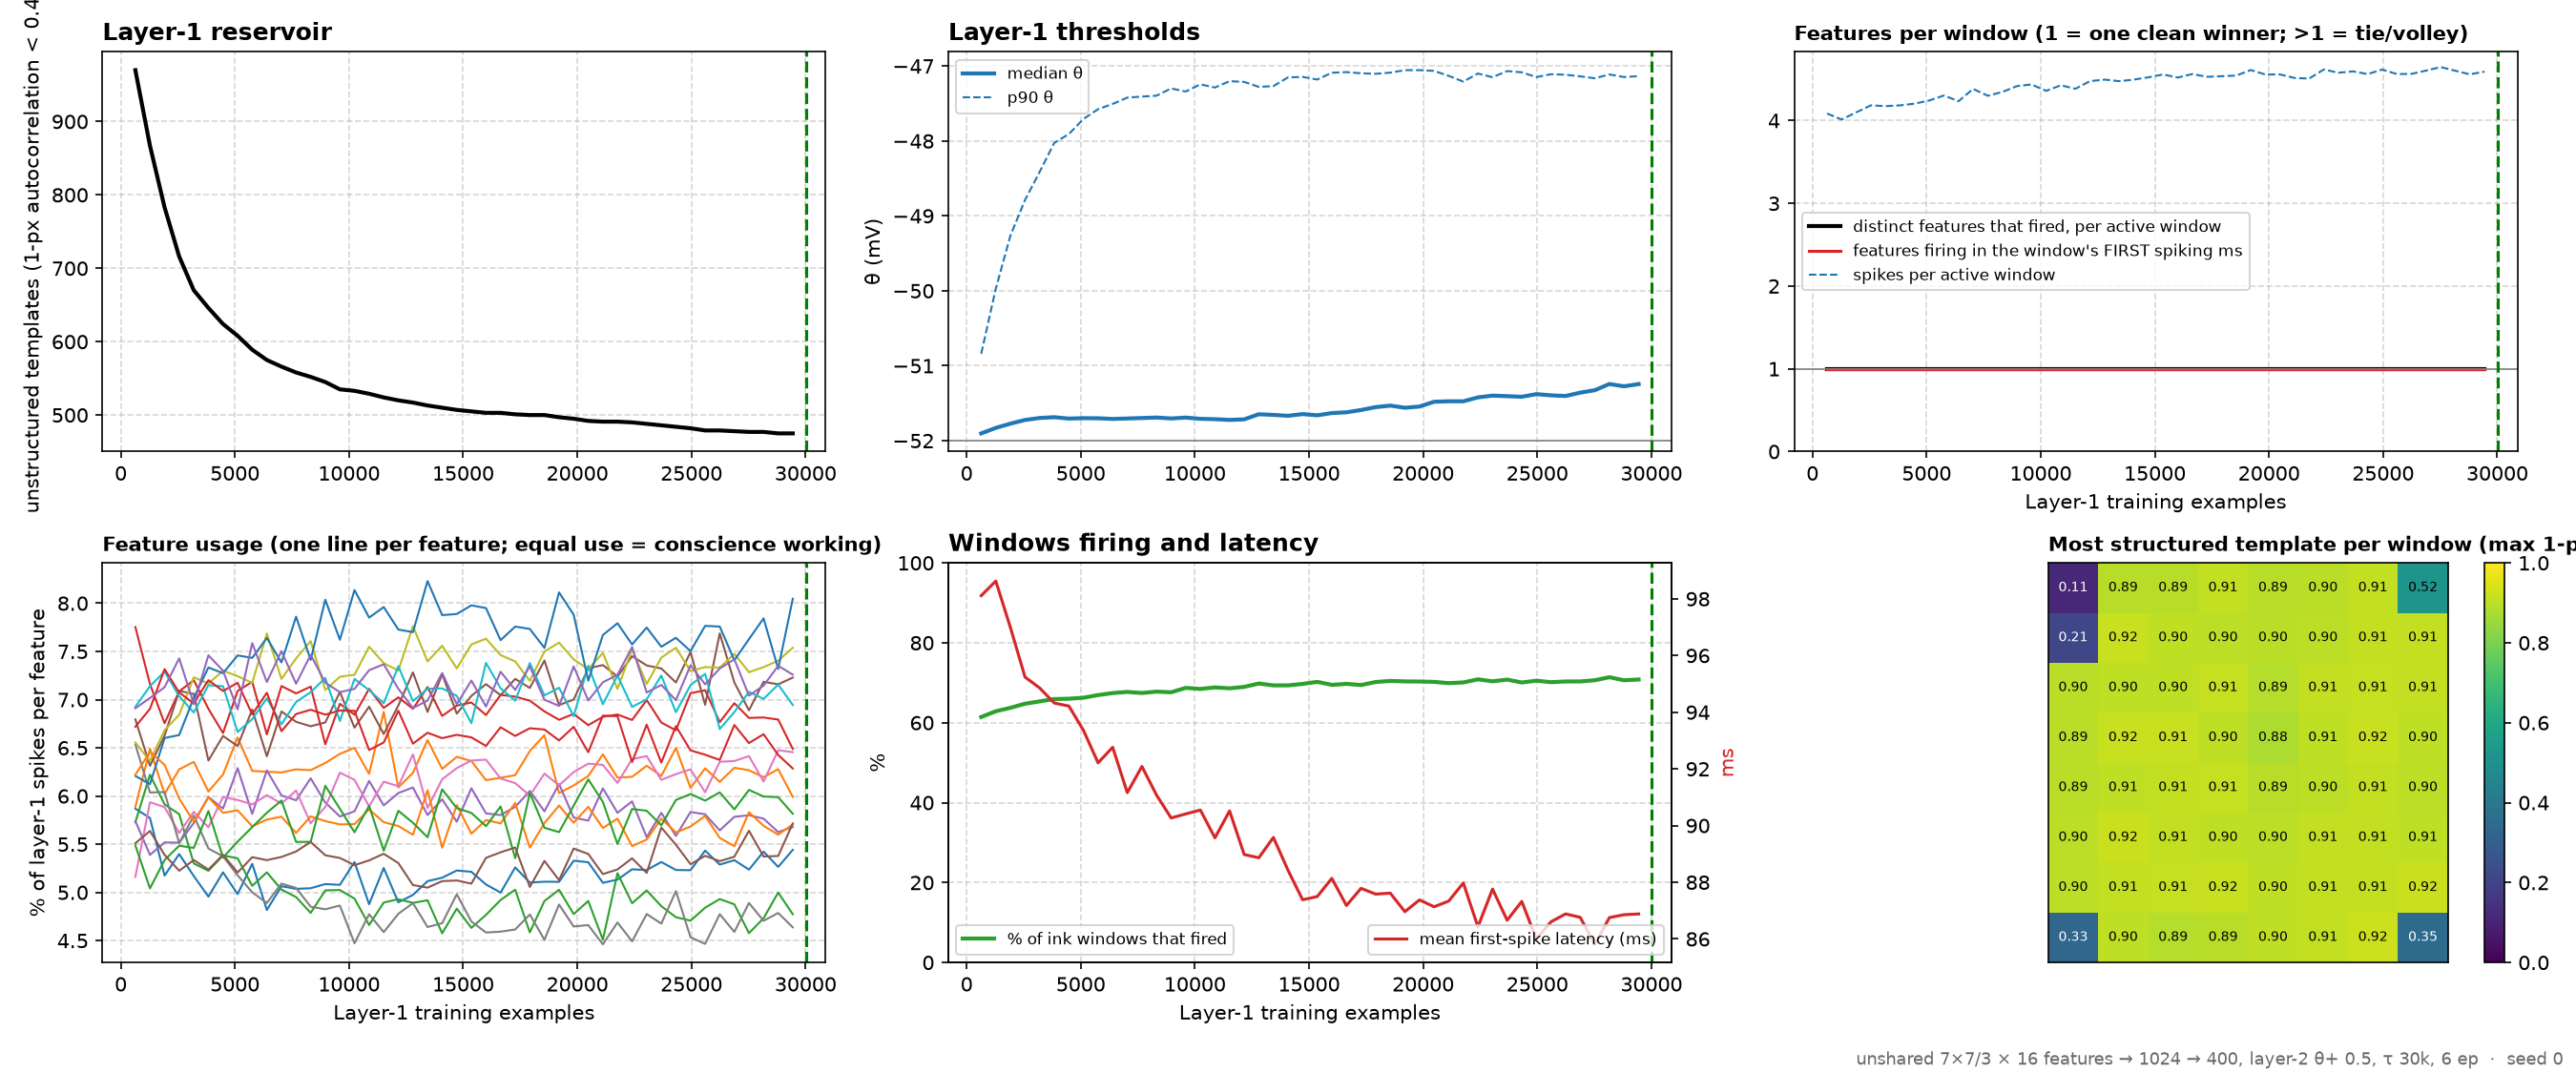 Layer-1 reservoir
unstructured templates (1-px autocorrelation < 0.4
900
800
700
600
500
0 5000 10000 15000 20000 25000 30000
Layer-1 thresholds
median θ
p90 θ
θ (mV)
−47
−48
−49
−50
−51
−52
0 5000 10000 15000 20000 25000 30000
Features per window (1 = one clean winner; >1 = tie/volley)
4
3
2
1
0
distinct features that fired, per active window
features firing in the window's FIRST spiking ms
spikes per active window
0 5000 10000 15000 20000 25000 30000
Layer-1 training examples
Feature usage (one line per feature; equal use = conscience working)
% of layer-1 spikes per feature
8.0
7.5
7.0
6.5
6.0
5.5
5.0
4.5
0 5000 10000 15000 20000 25000 30000
Layer-1 training examples
Windows firing and latency
%
100
80
60
40
20
0
98
96
94
92
90
88
86
ms
% of ink windows that fired
mean first-spike latency (ms)
0 5000 10000 15000 20000 25000 30000
Layer-1 training examples
Most structured template per window (max 1-p
0.11 0.89 0.89 0.91 0.89 0.90 0.91 0.52
0.21 0.92 0.90 0.90 0.90 0.90 0.91 0.91
0.90 0.90 0.90 0.91 0.89 0.91 0.91 0.91
0.89 0.92 0.91 0.90 0.88 0.91 0.92 0.90
0.89 0.91 0.91 0.91 0.89 0.90 0.91 0.90
0.90 0.92 0.91 0.90 0.90 0.91 0.91 0.91
0.90 0.91 0.91 0.92 0.90 0.91 0.91 0.92
0.33 0.90 0.89 0.89 0.90 0.91 0.92 0.35
1.0
0.8
0.6
0.4
0.2
0.0
unshared 7×7/3 × 16 features → 1024 → 400, layer-2 θ+ 0.5, τ 30k, 6 ep · seed 0